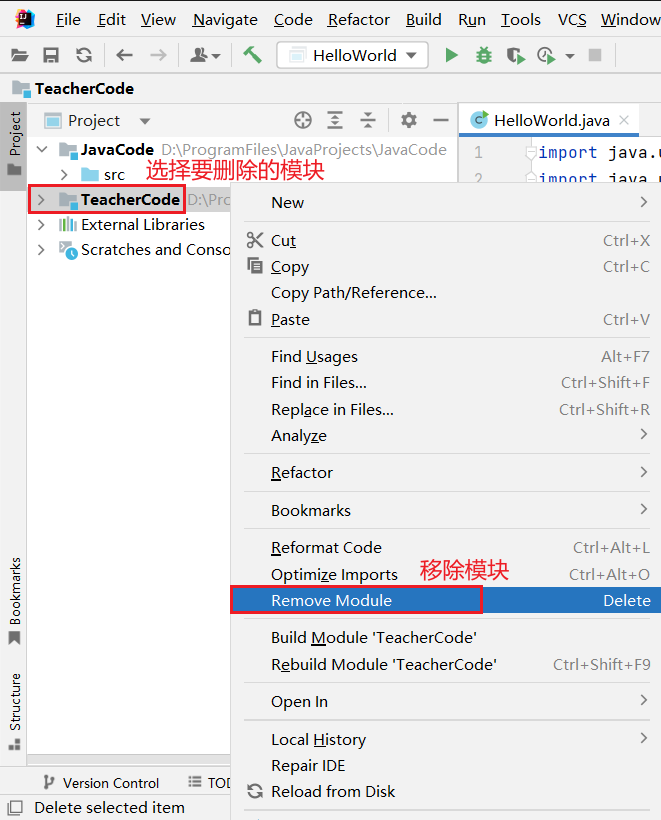 File Edit View Navigate Code Refactor Build Run Tools VCS Window
HelloWorld
TeacherCode
Project
Project
HelloWorld.java
JavaCode D:\ProgramFiles\JavaProjects\JavaCode
1 import java.u
src 选择要删除的模块
2
TeacherCode D:\Pro
External Libraries
Scratches and Conso
New
Cut Ctrl+X
Copy Ctrl+C
Copy Path/Reference...
Paste Ctrl+V
Find Usages Alt+F7
Find in Files... Ctrl+Shift+F
Replace in Files... Ctrl+Shift+R
Analyze
Refactor
Bookmarks
Reformat Code Ctrl+Alt+L
Optimize Imports Ctrl+Alt+O
移除模块
Remove Module Delete
Build Module 'TeacherCode'
Rebuild Module 'TeacherCode' Ctrl+Shift+F9
Open In
Local History
Repair IDE
Reload from Disk
Bookmarks
Structure
Version Control TOD
Delete selected item